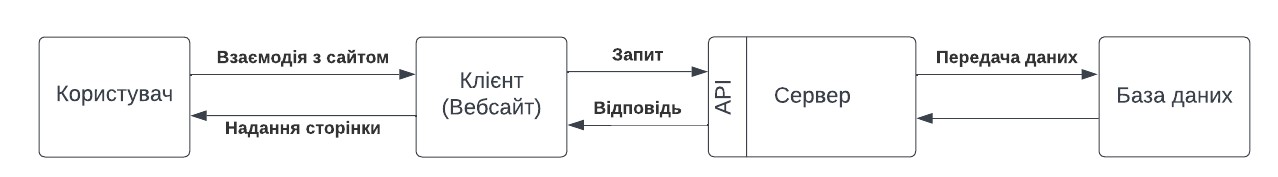 Користувач
Взаємодія з сайтом
Надання сторінки
Клієнт
(Вебсайт)
Запит
Відповідь
API
Сервер
Передача даних
База даних